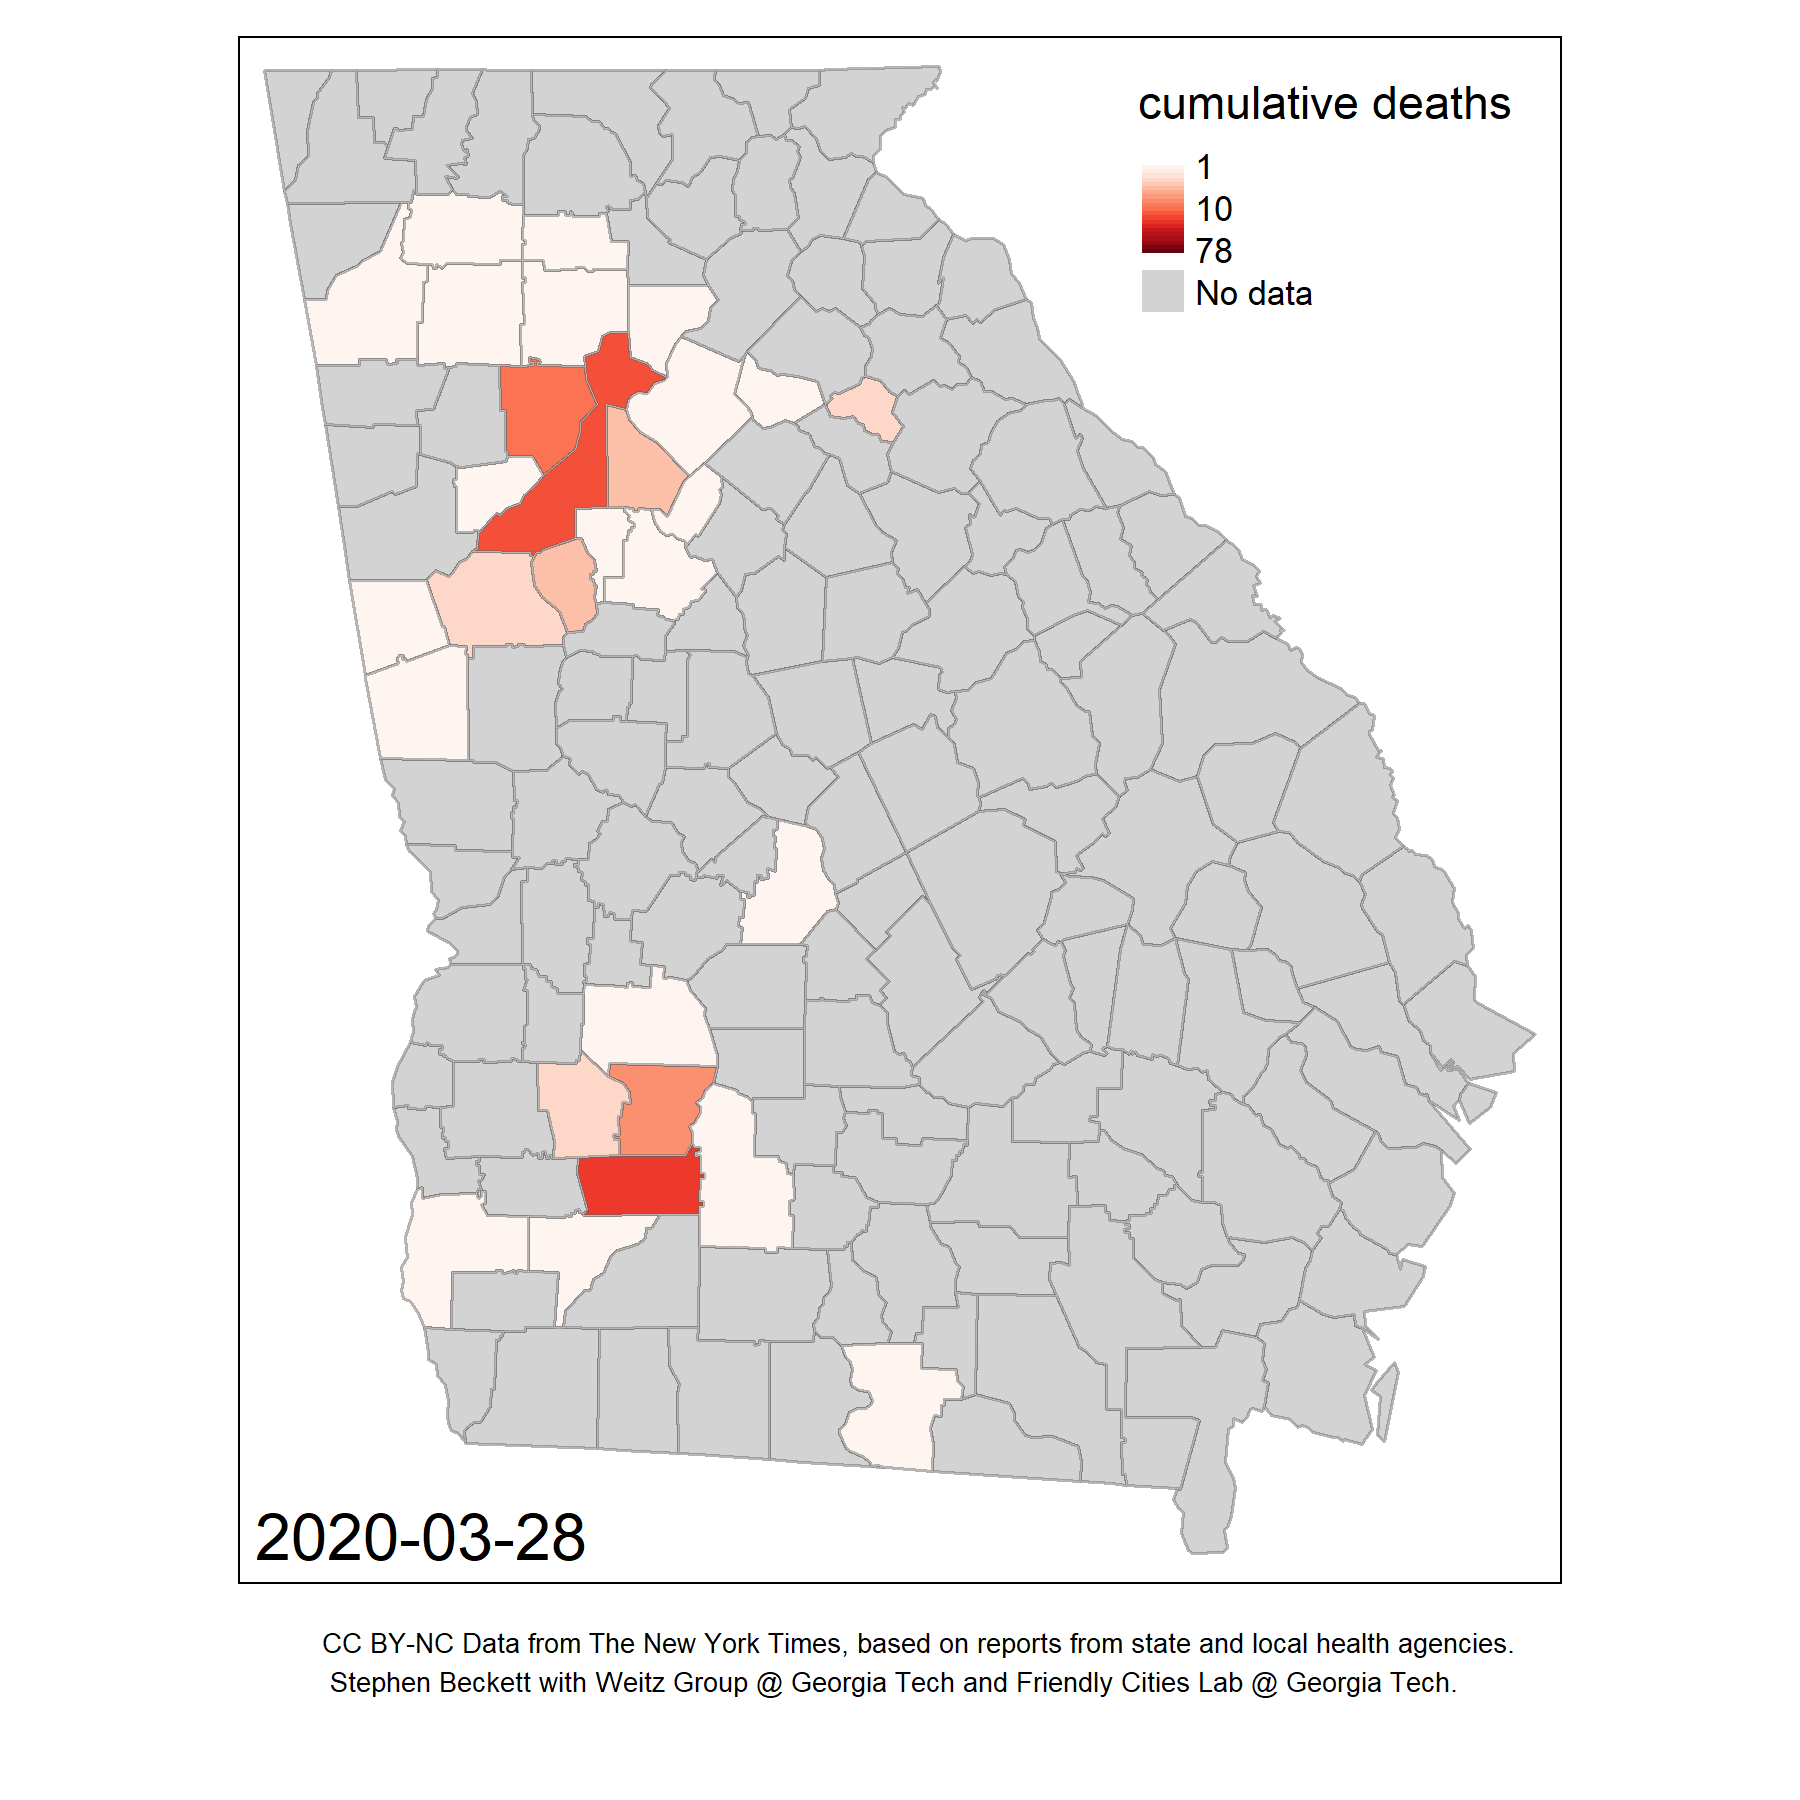 cumulative deaths
1
10
78
No data
2020-03-28
CC BY-NC Data from The New York Times, based on reports from state and local health agencies.
Stephen Beckett with Weitz Group @ Georgia Tech and Friendly Cities Lab @ Georgia Tech.